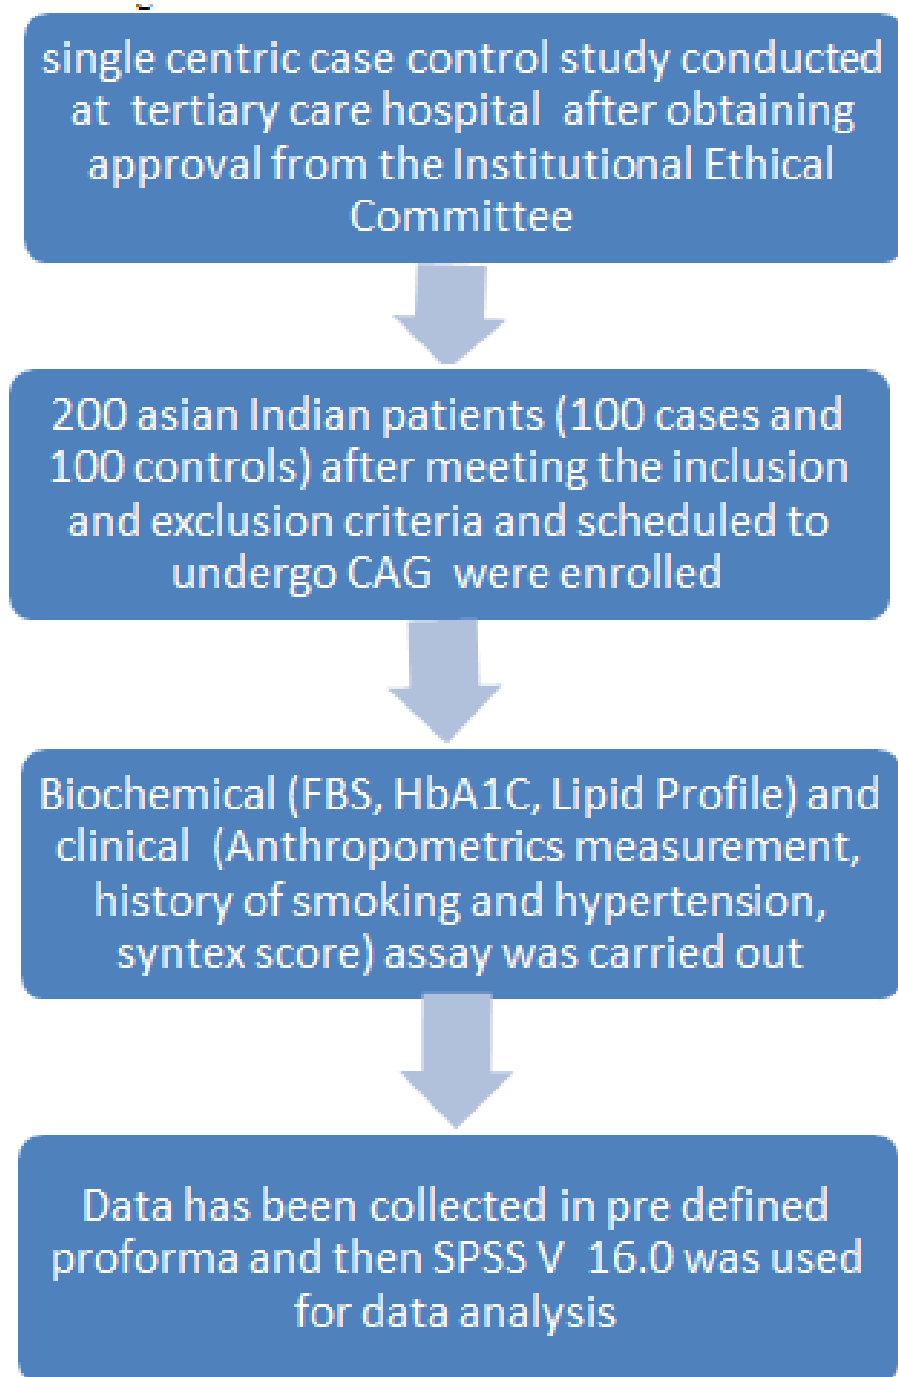 single centric case control study conducted
at tertiary care hospital after obtaining
approval from the Institutional Ethical
Committee
200 asian Indian patients (100 cases and
100 controls) after meeting the inclusion
and exclusion criteria and scheduled to
undergo CAG were enrolled
Biochemical (FBS, HbA1C, Lipid Profile) and
clinical (Anthropometrics measurement,
history of smoking and hypertension,
syntex score) assay was carried out
Data has been collected in pre defined
proforma and then SPSS V 16.0 was used
for data analysis